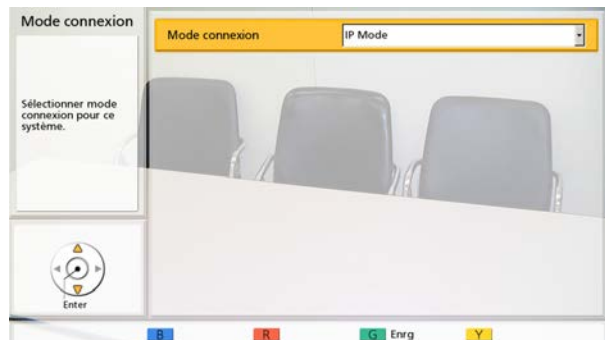 Mode connexion
Mode connexion
IP Mode
Sélectionner mode
connexion pour ce
système.
Enter
B
R
G Enrg
Y